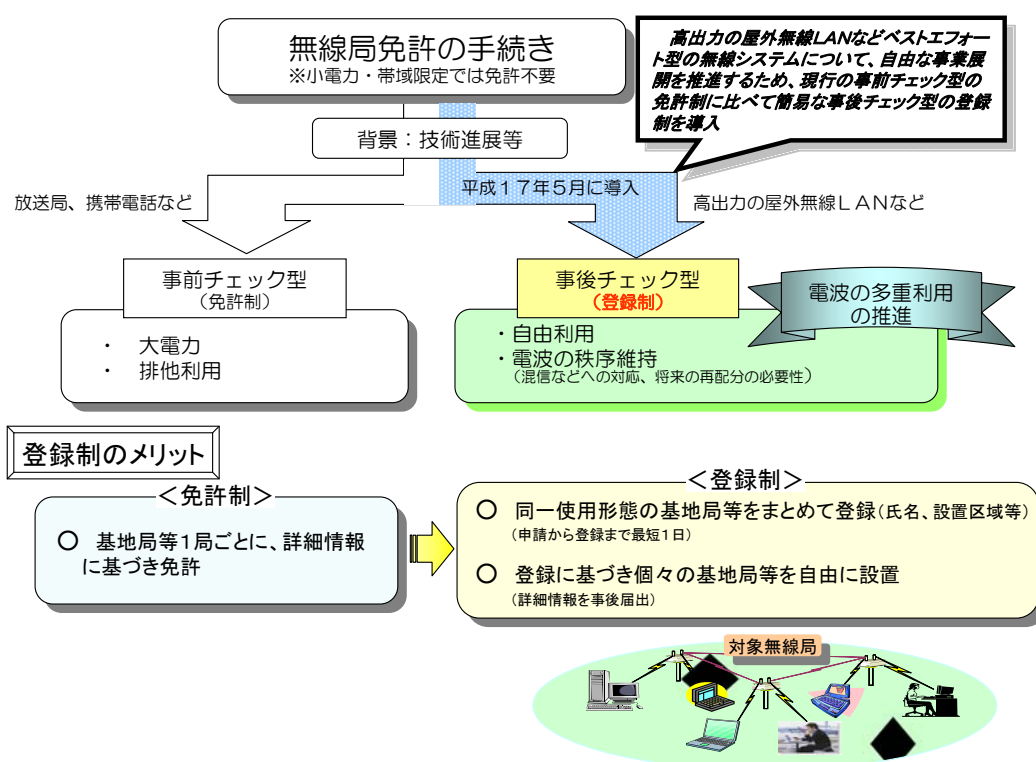 無線局免許の手続き
※小電力・帯域限定では免許不要
高出力の屋外無線LANなどベストエフォー
ト型の無線システムについて、自由な事業展
開を推進するため、現行の事前チェック型の
免許制に比べて簡易な事後チェック型の登録
制を導入
背景：技術進展等
放送局、携帯電話など
平成１７年５月に導入
高出力の屋外無線ＬＡＮなど
事前チェック型
（免許制）
・ 大電力
・ 排他利用
事後チェック型
（登録制）
・自由利用
・電波の秩序維持
（混信などへの対応、将来の再配分の必要性）
電波の多重利用
の推進
登録制のメリット
＜免許制＞
○ 基地局等１局ごとに、詳細情報
に基づき免許
＜登録制＞
○ 同一使用形態の基地局等をまとめて登録（氏名、設置区域等）
（申請から登録まで最短１日）
○ 登録に基づき個々の基地局等を自由に設置
（詳細情報を事後届出）
対象無線局